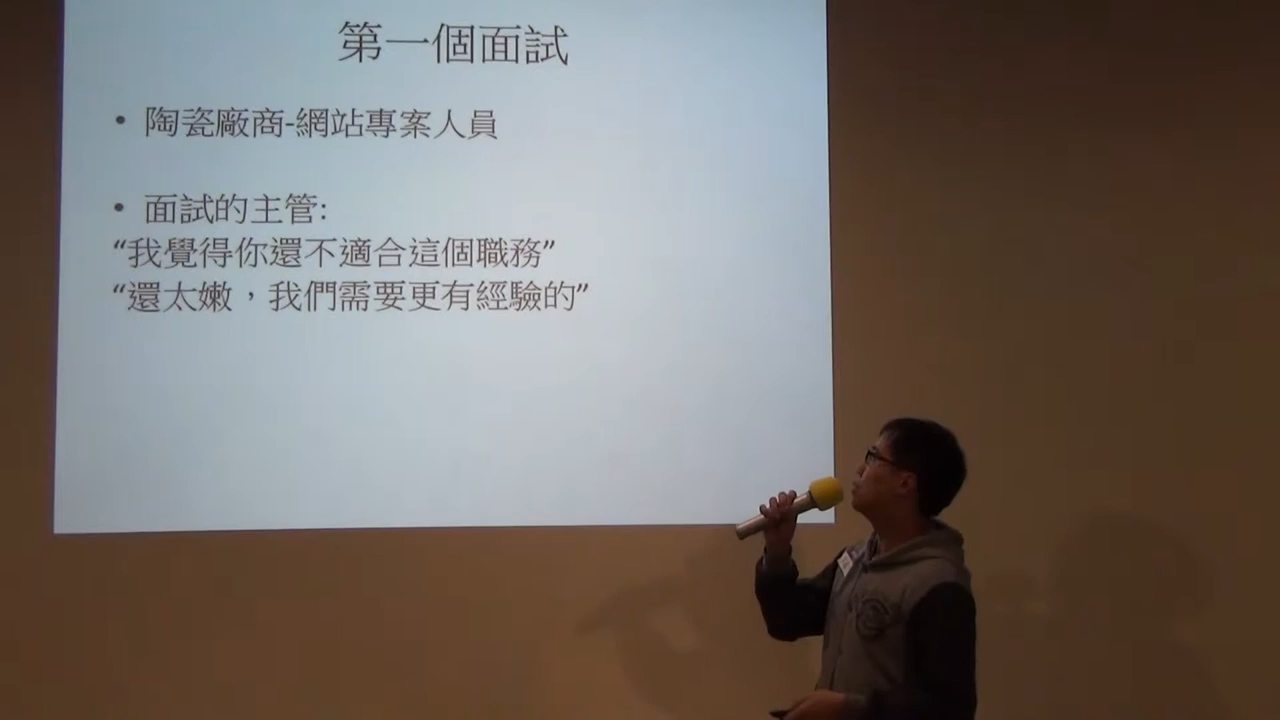 第一個面試
• 陶瓷廠商-網站專案人員
• 面試的主管:
“我覺得你還不適合這個職務”
“還太嫩，我們需要更有經驗的”